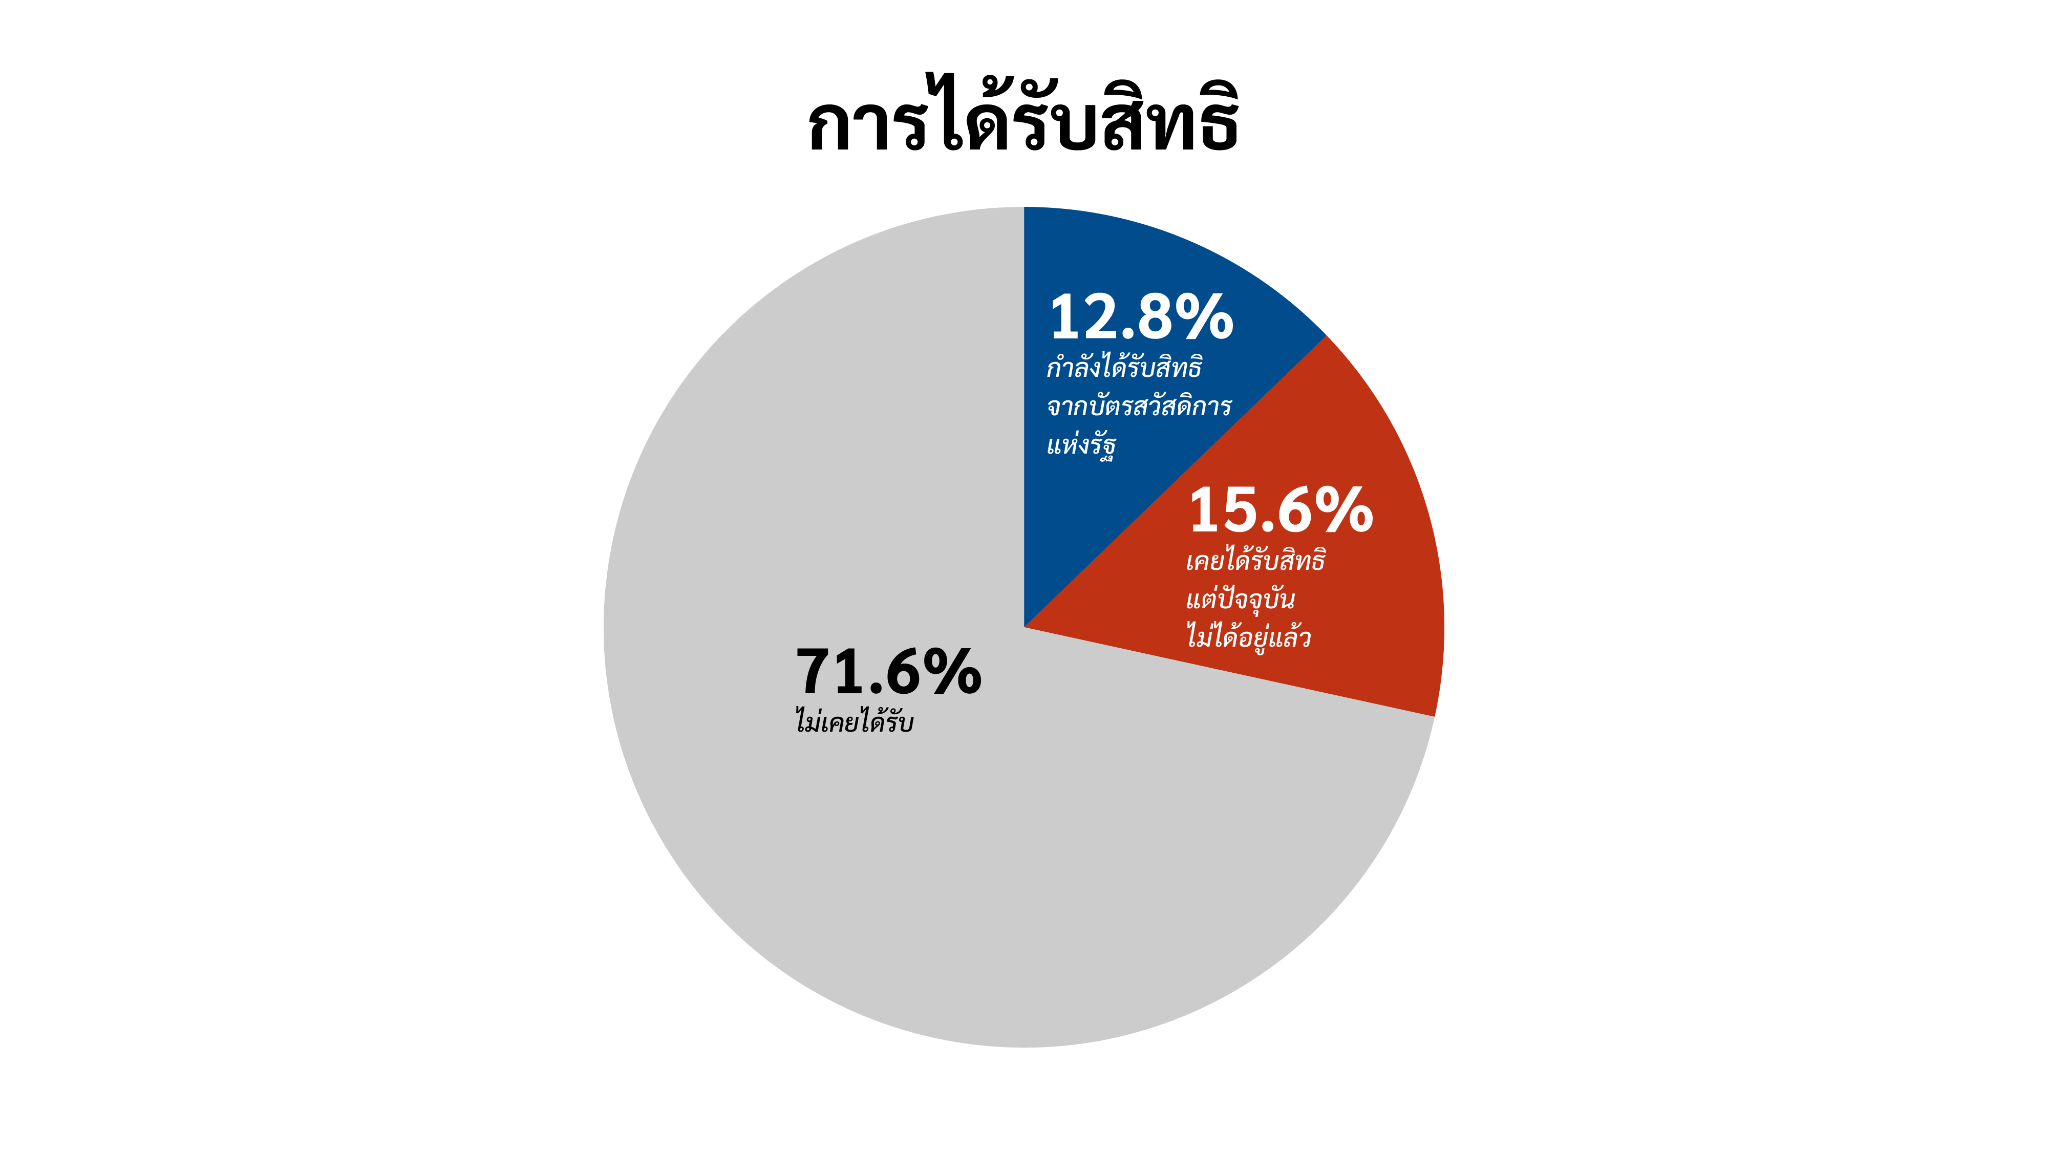 การได้รับสิทธิ
12.8%
กำลังได้รับสิทธิ
จากบัตรสวัสดิการ
แห่งรัฐ
15.6%
เคยได้รับสิทธิ
แต่ปัจจุบัน
ไม่ได้อยู่แล้ว
71.6%
ไม่เคยได้รับ